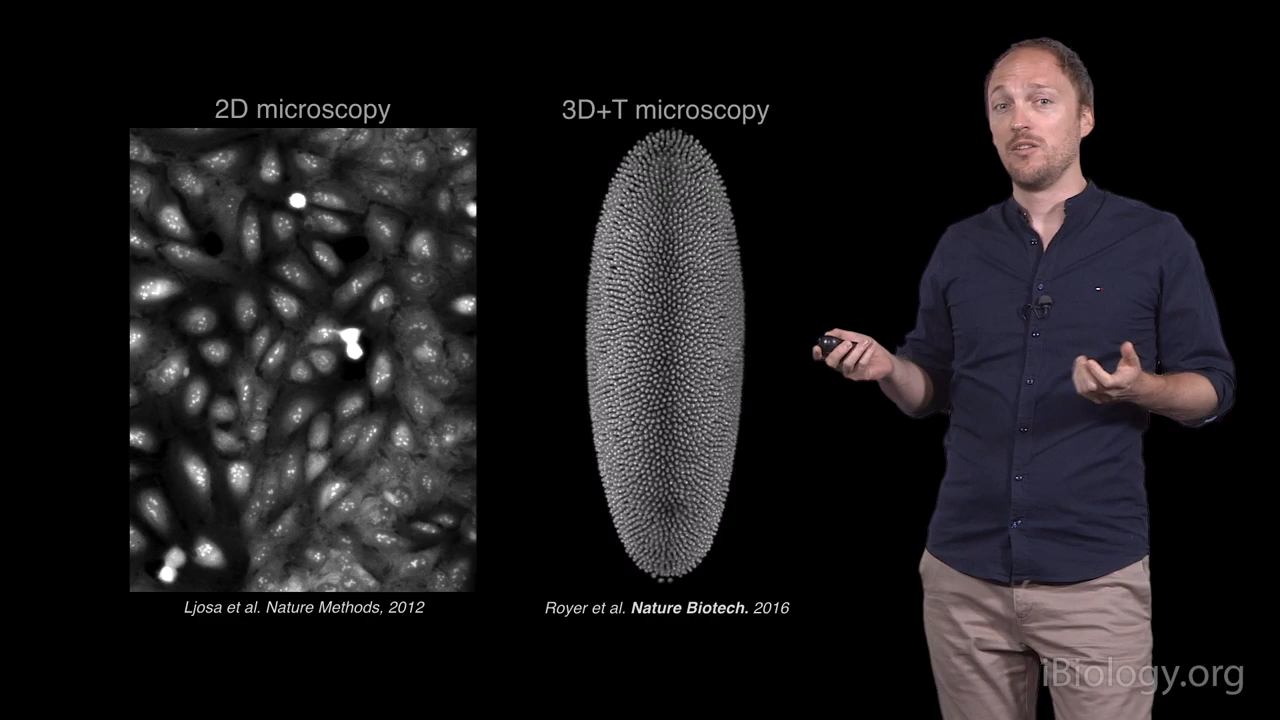 2D microscopy
3D+T microscopy
Ljosa et al. Nature Methods, 2012
Royer et al. Nature Biotech. 2016
iBiology.org